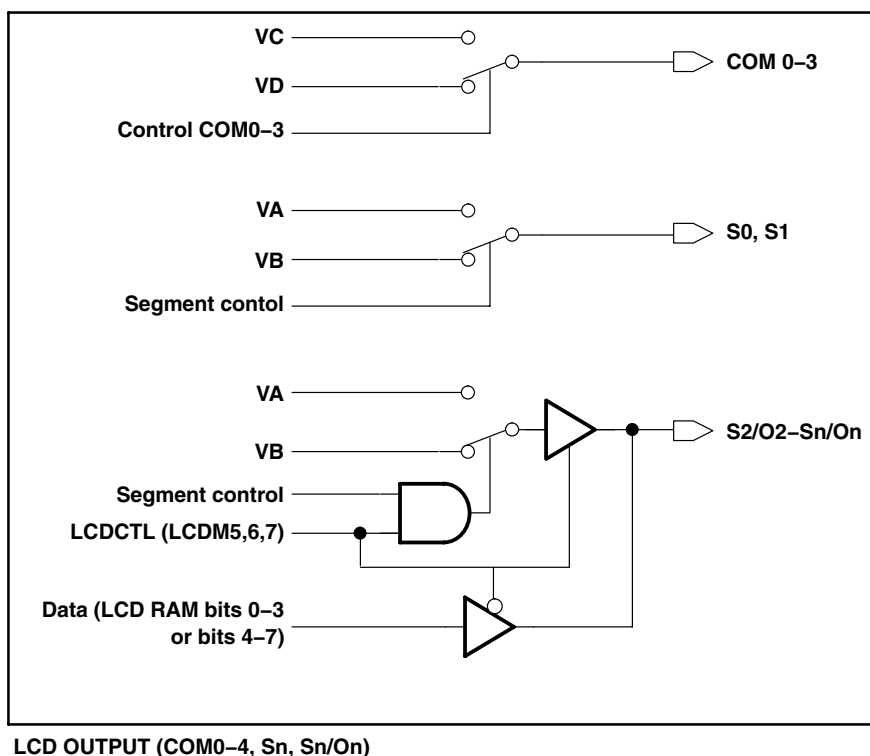 VC
COM 0–3
VD
Control COM0–3
VA
S0, S1
VB
Segment contol
VA
S2/O2–Sn/On
VB
Segment control
LCDCTL (LCDM5,6,7)
Data (LCD RAM bits 0–3
or bits 4–7)
LCD OUTPUT (COM0–4, Sn, Sn/On)